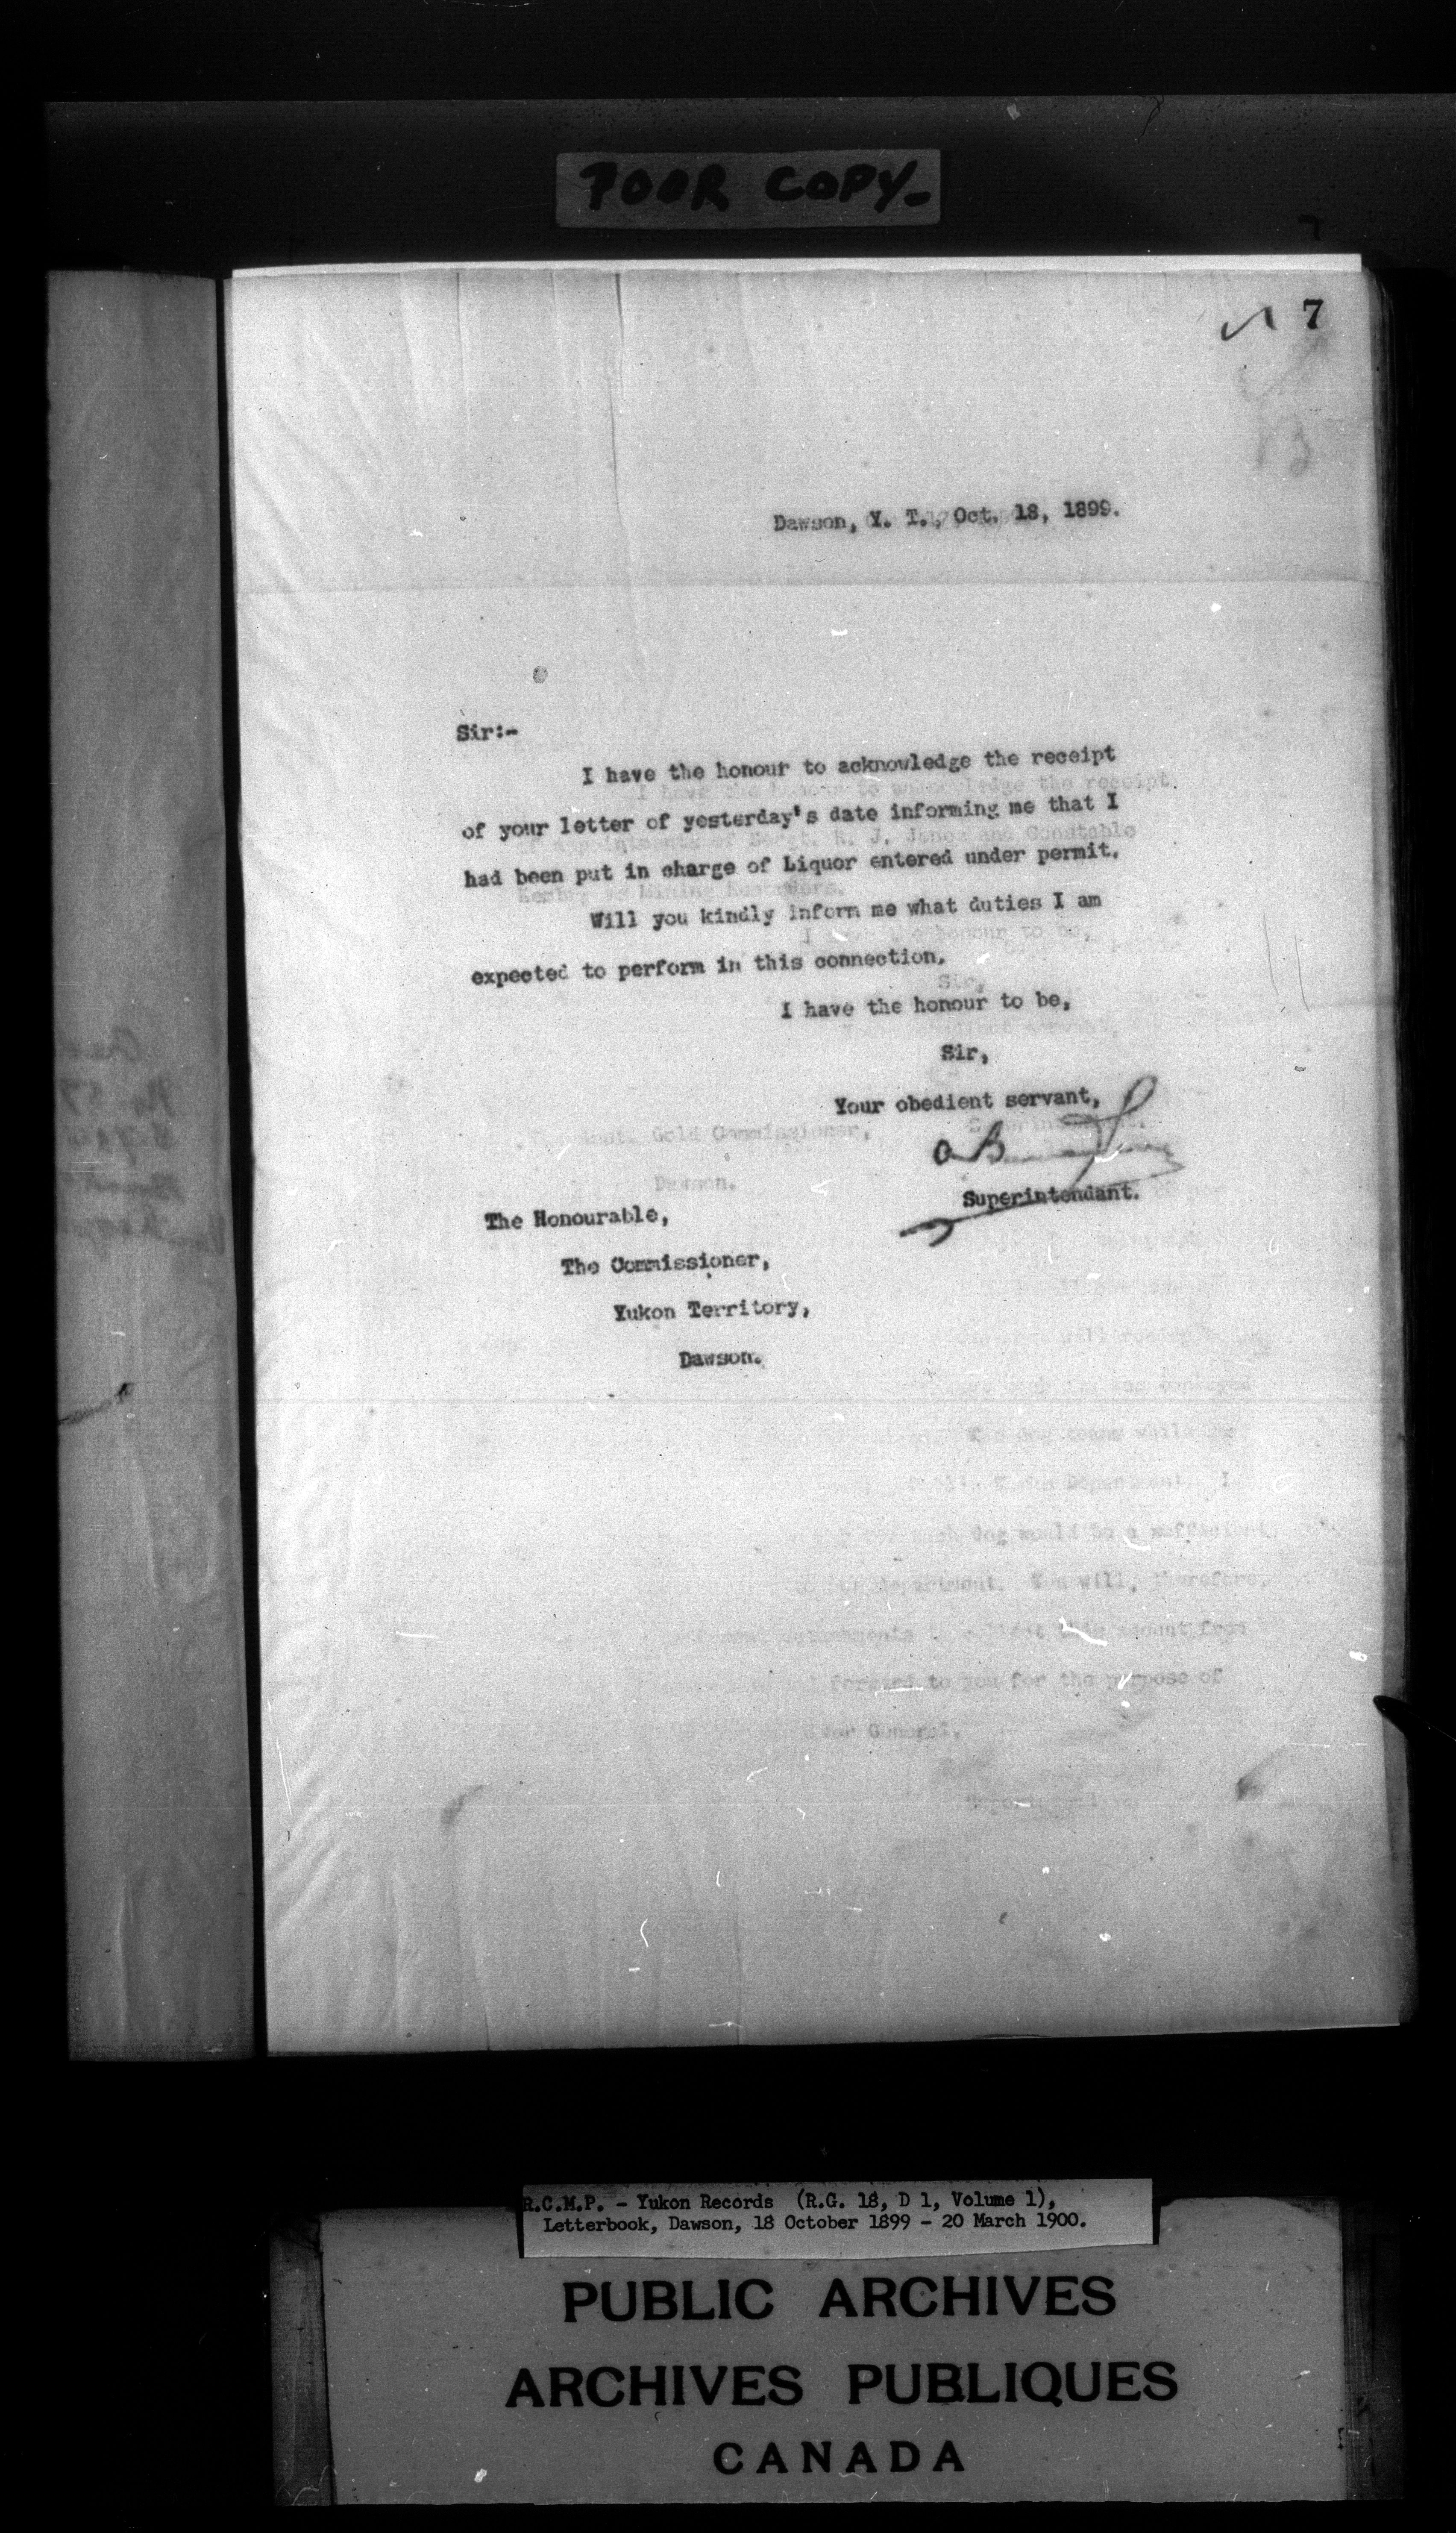 POOR COPY-
7
Dawson, Y. T., Oct. 18, 1899.
Sir:-
I have the honour to acknowledge the receipt
of your letter of yesterday's date informing me that I
had been put in charge of Liquor entered under permit.
Will you kindly inform me what duties I am
expected to perform in this connection.
I have the honour to be,
Sir,
Your obedient servant,
Superintendant.
The Honourable,
The Commissioner,
Yukon Territory,
Dawson.
R.C.M.P. - Yukon Records (R.G. 18, D 1, Volume 1),
Letterbook, Dawson, 18 October 1899 - 20 March 1900.
PUBLIC ARCHIVES
ARCHIVES PUBLIQUES
CANADA